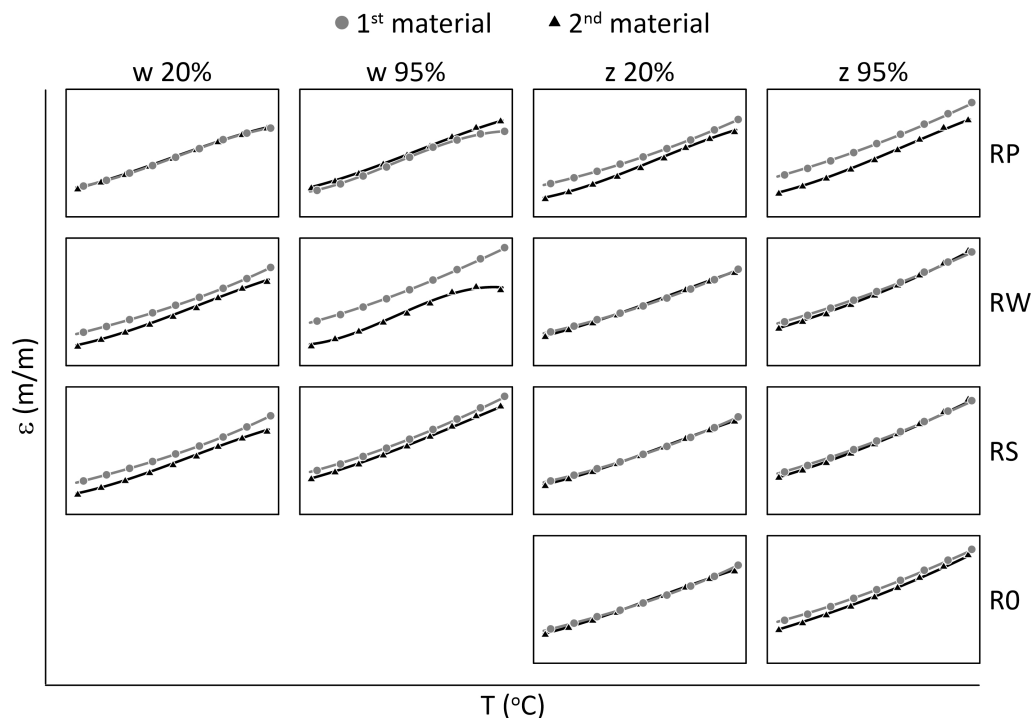 1st material 2nd material
w 20% w 95% z 20% z 95%
RP
RW
RS
R0
ε (m/m)
T (°C)